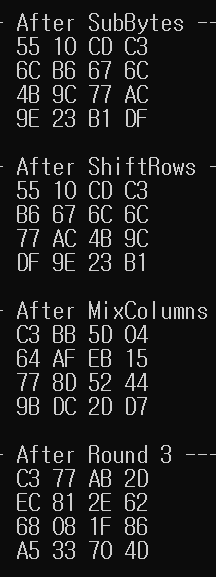 - After SubBytes --
55 10 CD C3
6C B6 67 6C
4B 9C 77 AC
9E 23 B1 DF
- After ShiftRows -
55 10 CD C3
B6 67 6C 6C
77 AC 4B 9C
DF 9E 23 B1
- After MixColumns
C3 BB 5D 04
64 AF EB 15
77 8D 52 44
9B DC 2D D7
- After Round 3 ---
C3 77 AB 2D
EC 81 2E 62
68 08 1F 86
A5 33 70 4D